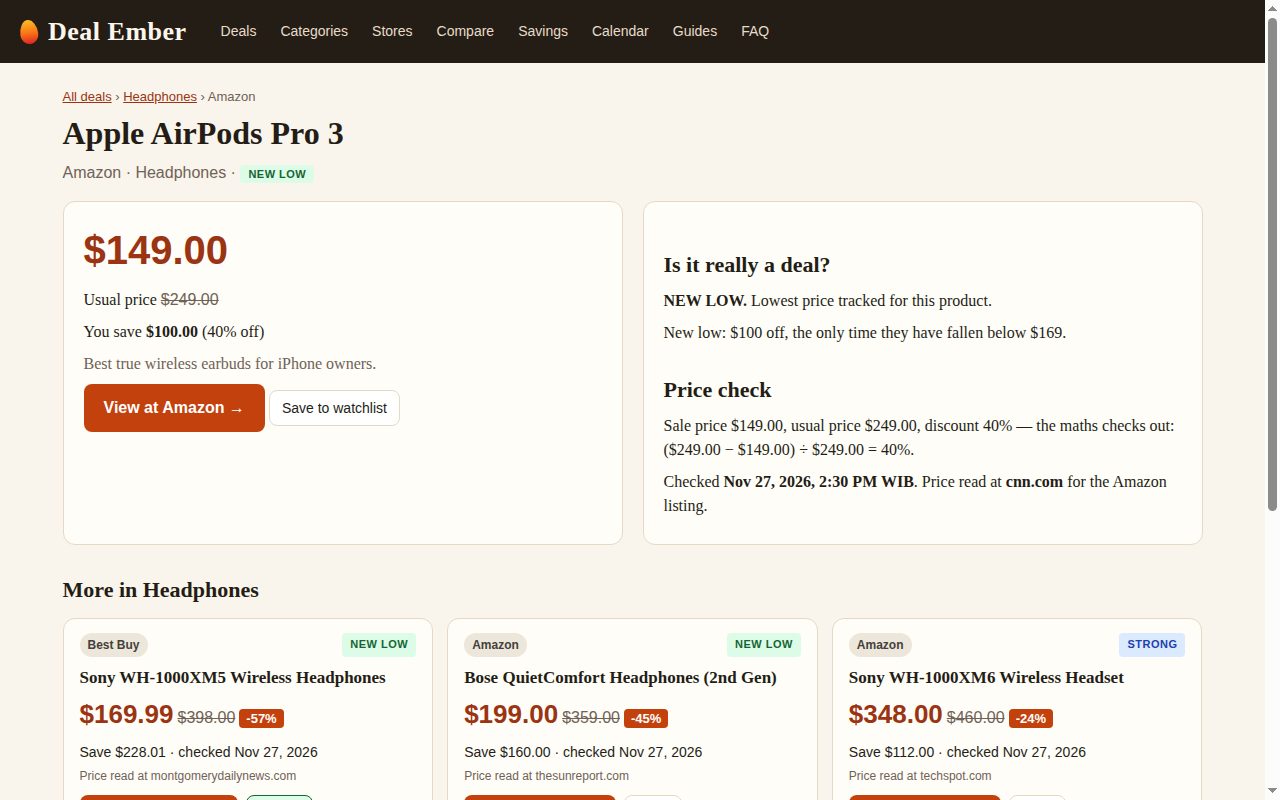 Deal Ember
Deals Categories Stores Compare Savings Calendar Guides FAQ
All deals › Headphones › Amazon
Apple AirPods Pro 3
Amazon · Headphones · NEW LOW
$149.00
Usual price $249.00
You save $100.00 (40% off)
Best true wireless earbuds for iPhone owners.
View at Amazon →
Save to watchlist
Is it really a deal?
NEW LOW. Lowest price tracked for this product.
New low: $100 off, the only time they have fallen below $169.
Price check
Sale price $149.00, usual price $249.00, discount 40% — the maths checks out:
($249.00 − $149.00) ÷ $249.00 = 40%.
Checked Nov 27, 2026, 2:30 PM WIB. Price read at cnn.com for the Amazon
listing.
More in Headphones
Best Buy NEW LOW
Sony WH-1000XM5 Wireless Headphones
$169.99 $398.00 -57%
Save $228.01 · checked Nov 27, 2026
Price read at montgomerydailynews.com
Amazon NEW LOW
Bose QuietComfort Headphones (2nd Gen)
$199.00 $359.00 -45%
Save $160.00 · checked Nov 27, 2026
Price read at thesunreport.com
Amazon STRONG
Sony WH-1000XM6 Wireless Headset
$348.00 $460.00 -24%
Save $112.00 · checked Nov 27, 2026
Price read at techspot.com